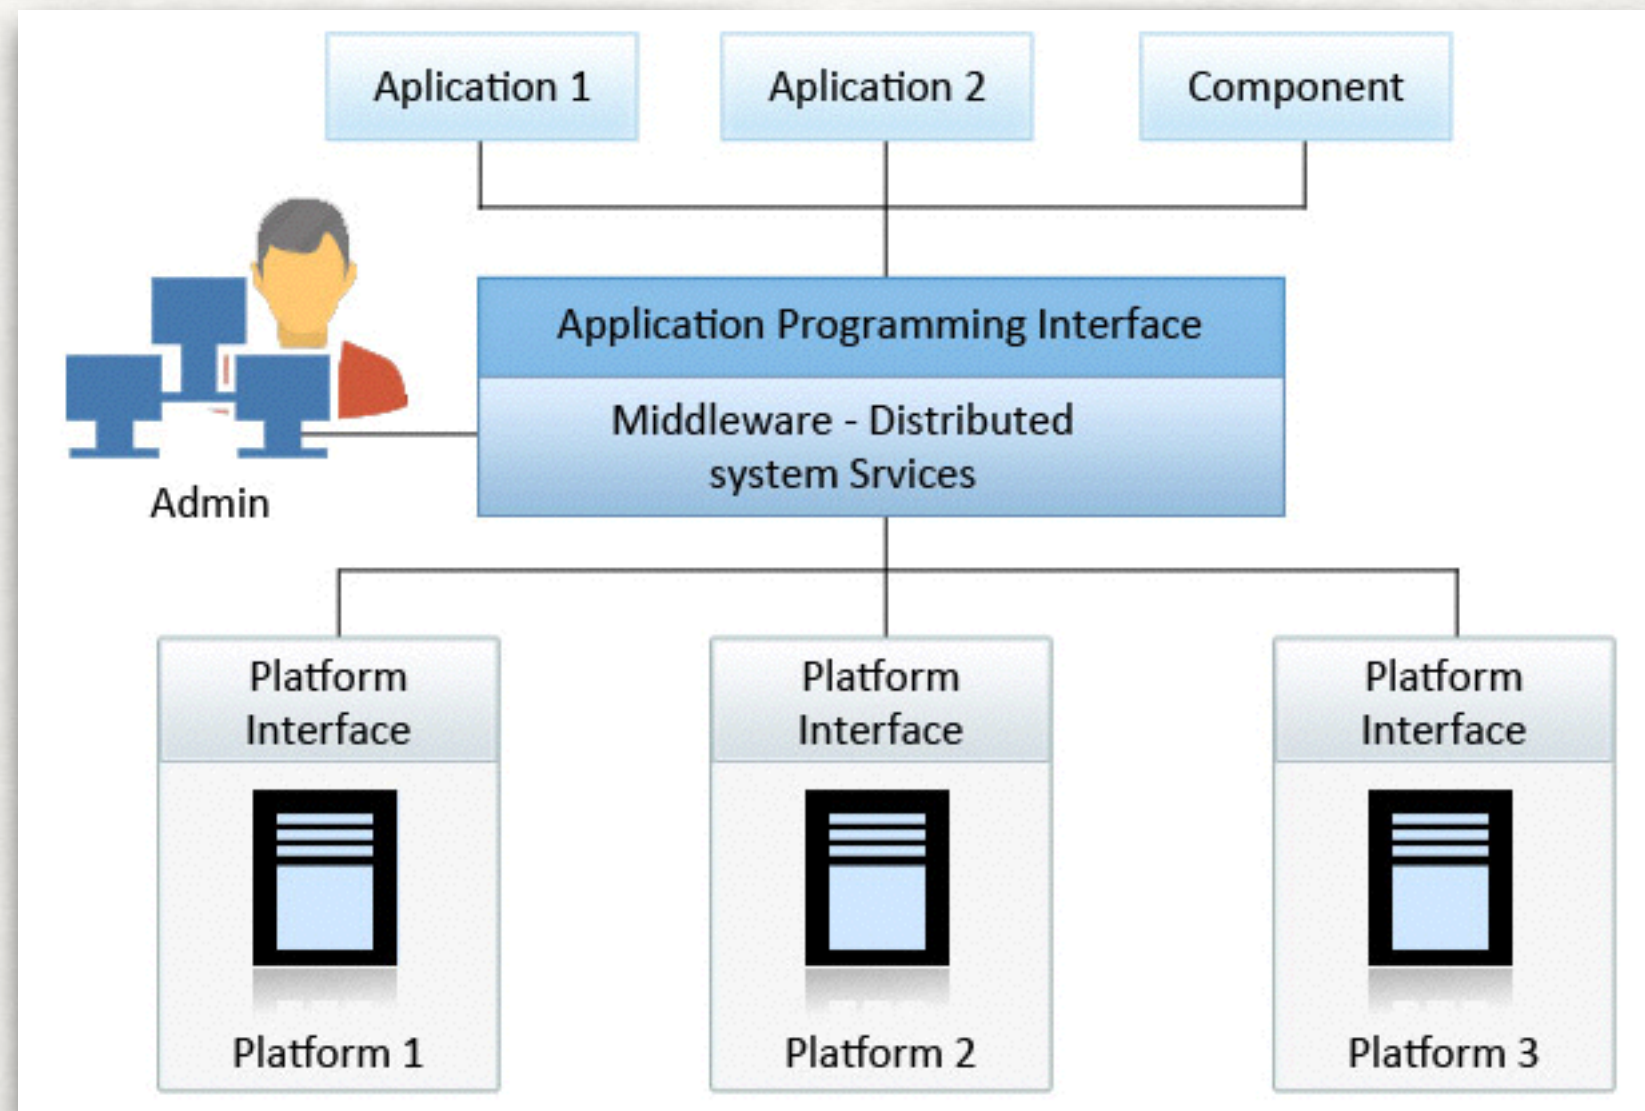 Aplication 1
Aplication 2
Component
Application Programming Interface
Middleware - Distributed
system Srvices
Admin
Platform
Interface
Platform
Interface
Platform
Interface
Platform 1
Platform 2
Platform 3